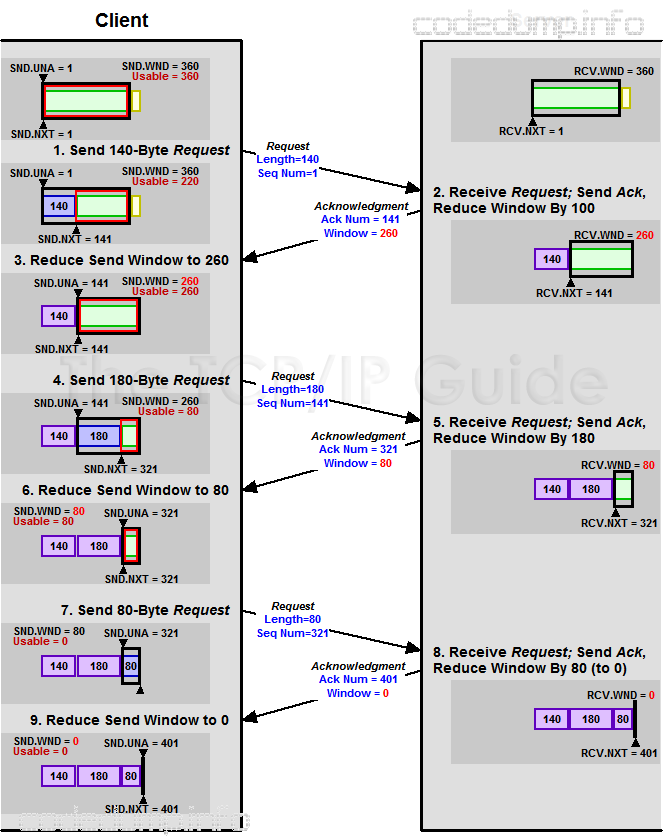 Client
codedump.info
SND.UNA = 1
SND.WND = 360
Usable = 360
SND.NXT = 1
RCV.WND = 360
RCV.NXT = 1
1. Send 140-Byte Request
Request
Length=140
Seq Num=1
SND.UNA = 1
SND.WND = 360
Usable = 220
140
SND.NXT = 141
2. Receive Request; Send Ack,
Reduce Window By 100
Acknowledgment
Ack Num = 141
Window = 260
RCV.WND = 260
140
RCV.NXT = 141
3. Reduce Send Window to 260
SND.UNA = 141
SND.WND = 260
Usable = 260
140
SND.NXT = 141
The TCP/IP Guide
4. Send 180-Byte Request
Request
Length=180
Seq Num=141
SND.UNA = 141
SND.WND = 260
Usable = 80
140
180
SND.NXT = 321
5. Receive Request; Send Ack,
Reduce Window By 180
Acknowledgment
Ack Num = 321
Window = 80
RCV.WND = 80
140
180
RCV.NXT = 321
6. Reduce Send Window to 80
SND.WND = 80
Usable = 80
SND.UNA = 321
140
180
SND.NXT = 321
7. Send 80-Byte Request
Request
Length=80
Seq Num=321
SND.WND = 80
Usable = 0
SND.UNA = 321
140
180
80
8. Receive Request; Send Ack,
Reduce Window By 80 (to 0)
Acknowledgment
Ack Num = 401
Window = 0
RCV.WND = 0
140
180
80
RCV.NXT = 401
9. Reduce Send Window to 0
SND.WND = 0
Usable = 0
SND.UNA = 401
140
180
80
SND.NXT = 401